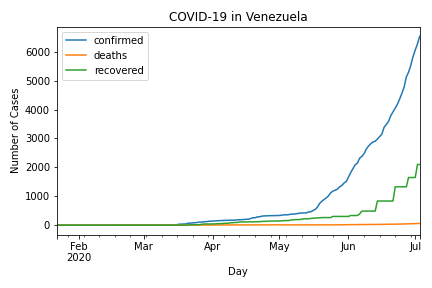 COVID-19 in Venezuela
confirmed
deaths
recovered
6000
5000
4000
3000
2000
1000
0
Number of Cases
Feb
2020
Mar
Apr
May
Jun
Jul
Day